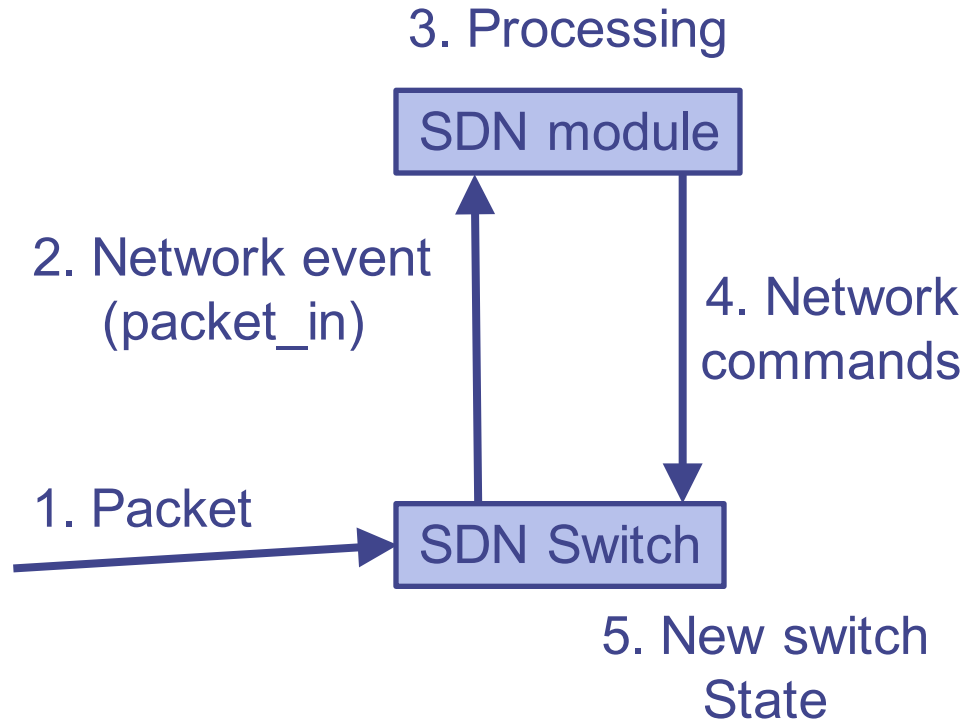 3. Processing
SDN module
2. Network event
(packet_in)
4. Network
commands
1. Packet
SDN Switch
5. New switch
State